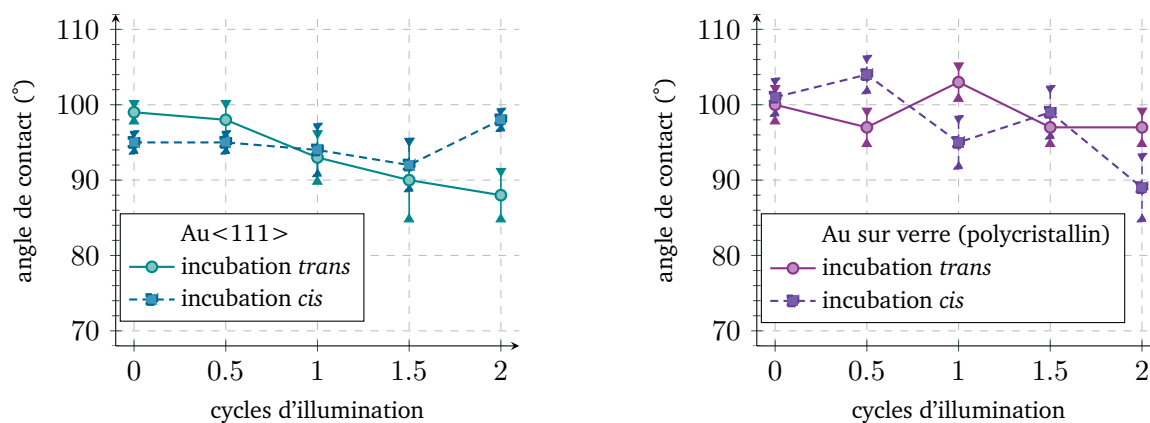 110
100
90
80
70
angle de contact (°)
Au<111>
incubation trans
incubation cis
0 0.5 1 1.5 2
cycles d'illumination
110
100
90
80
70
angle de contact (°)
Au sur verre (polycristallin)
incubation trans
incubation cis
0 0.5 1 1.5 2
cycles d'illumination